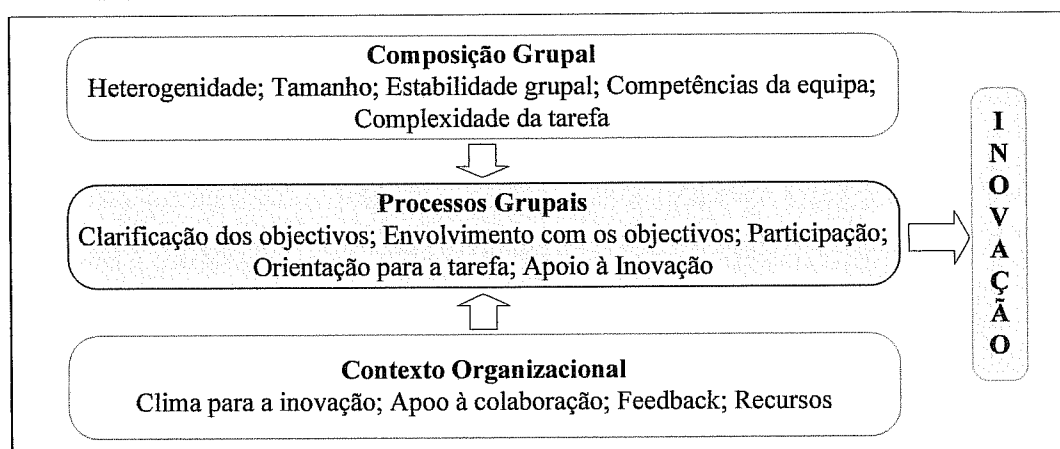 Composição Grupal
Heterogenidade; Tamanho; Estabilidade grupal; Competências da equipa;
Complexidade da tarefa
Processos Grupais
Clarificação dos objectivos; Envolvimento com os objectivos; Participação;
Orientação para a tarefa; Apoio à Inovação
Contexto Organizacional
Clima para a inovação; Apoo à colaboração; Feedback; Recursos
INOVAÇÃO